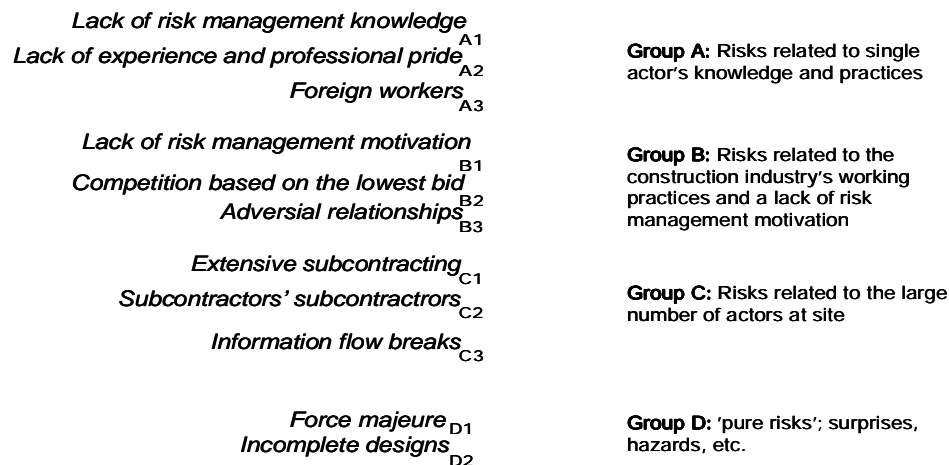 Lack of risk management knowledge A1
Lack of experience and professional pride A2
Foreign workers A3
Group A: Risks related to single
actor's knowledge and practices
Lack of risk management motivation B1
Competition based on the lowest bid B2
Adversial relationships B3
Group B: Risks related to the
construction industry's working
practices and a lack of risk
management motivation
Extensive subcontracting C1
Subcontractors' subcontractrors C2
Information flow breaks C3
Group C: Risks related to the large
number of actors at site
Force majeure D1
Incomplete designs D2
Group D: 'pure risks'; surprises,
hazards, etc.